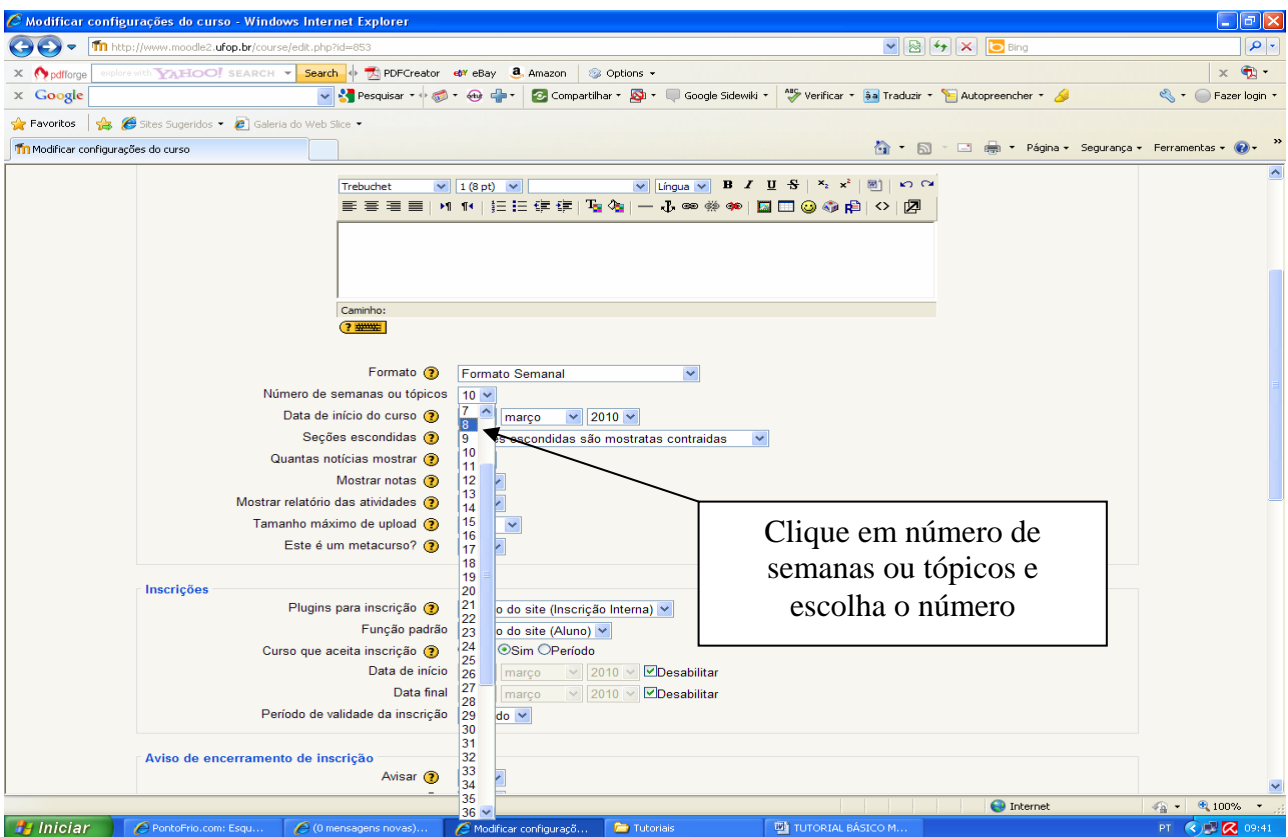 Modificar configurações do curso - Windows Internet Explorer
http://www.moodle2.ufop.br/course/edit.php?id=853
Bing
pdfforge explore with YAHOO! SEARCH Search PDFCreator eBay Amazon Options
Google Pesquisar Compartilhar Google Sidewiki Verificar Traduzir Autopreencher Fazer login
Favoritos Sites Sugeridos Galeria do Web Slice
Modificar configurações do curso Página Segurança Ferramentas
Trebuchet 1 (8 pt) Língua B I U S
Caminho:
Formato Formato Semanal
Número de semanas ou tópicos 10
7
Data de início do curso março 2010
8
Seções escondidas 9 es escondidas são mostratas contraidas
10
Quantas notícias mostrar
11
Mostrar notas 12
13
Mostrar relatório das atividades
14
Tamanho máximo de upload 15
16
Este é um metacurso? 17
18
19
Clique em número de
semanas ou tópicos e
escolha o número
Inscrições
20
Plugins para inscrição 21 o do site (Inscrição Interna)
22
Função padrão 23 o do site (Aluno)
24
Curso que aceita inscrição Sim Período
25
Data de início 26 março 2010 Desabilitar
27
Data final março 2010 Desabilitar
28
Período de validade da inscrição 29 do
30
31
Aviso de encerramento de inscrição
32
33
Avisar
34
35
36
Internet 100%
Iniciar PontoFrio.com: Esqu... (0 mensagens novas)... Modificar configuraçõ... Tutoriais TUTORIAL BÁSICO M... PT 09:41